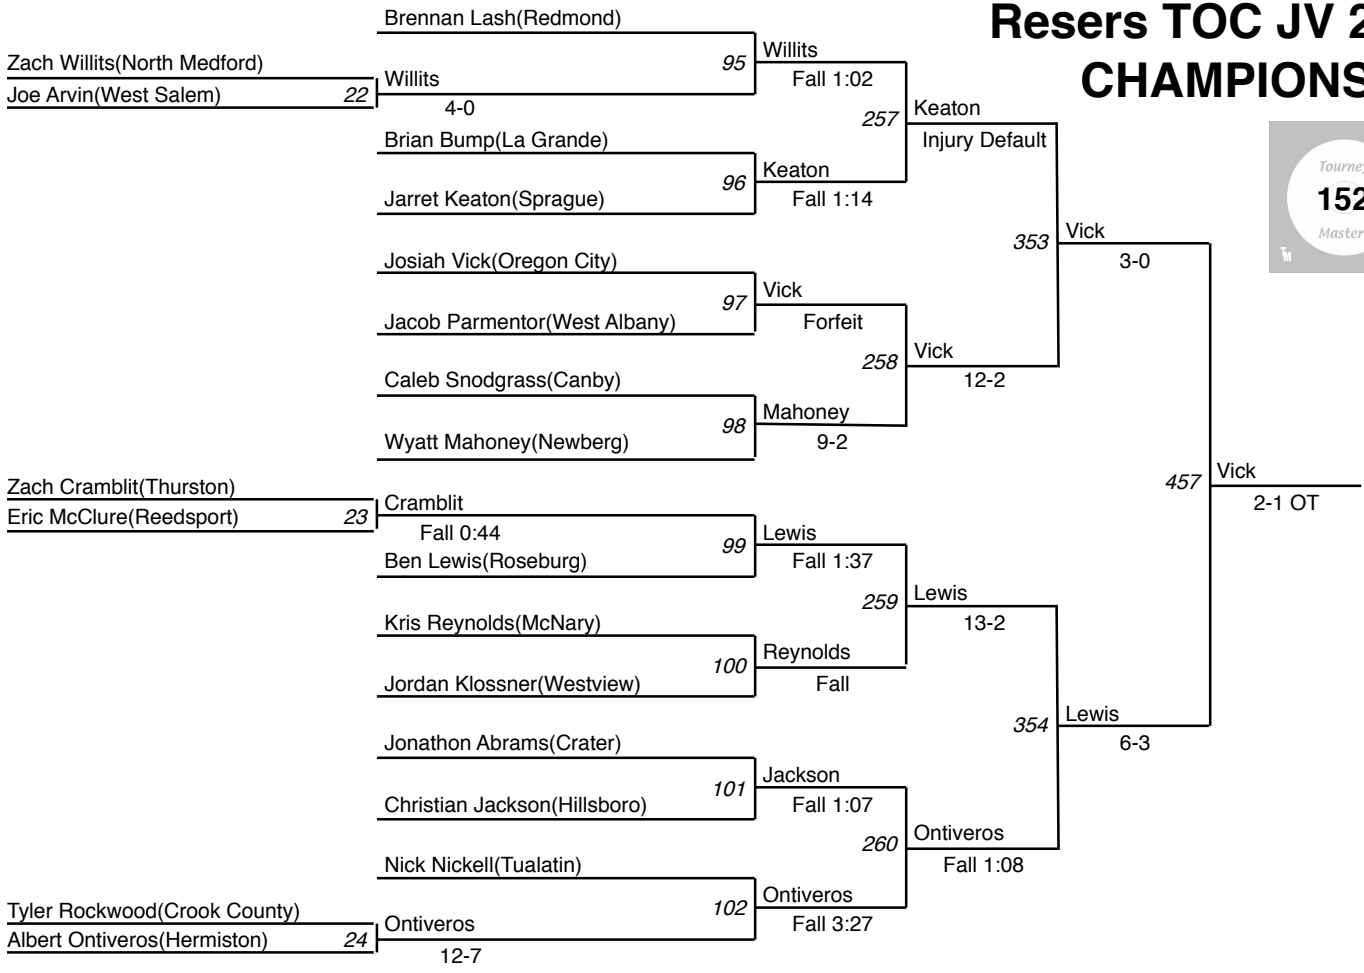 Resers TOC JV 2
CHAMPIONS
Tourney
152
Master
TM
Brennan Lash(Redmond)
Zach Willits(North Medford)
Joe Arvin(West Salem) 22
Willits
4-0
95
Willits
Fall 1:02
Brian Bump(La Grande)
Jarret Keaton(Sprague)
96
Keaton
Fall 1:14
257
Keaton
Injury Default
Josiah Vick(Oregon City)
Jacob Parmentor(West Albany)
97
Vick
Forfeit
Caleb Snodgrass(Canby)
Wyatt Mahoney(Newberg)
98
Mahoney
9-2
258
Vick
12-2
353
Vick
3-0
Zach Cramblit(Thurston)
Eric McClure(Reedsport) 23
Cramblit
Fall 0:44
Ben Lewis(Roseburg)
99
Lewis
Fall 1:37
Kris Reynolds(McNary)
Jordan Klossner(Westview)
100
Reynolds
Fall
259
Lewis
13-2
Jonathon Abrams(Crater)
Christian Jackson(Hillsboro)
101
Jackson
Fall 1:07
Nick Nickell(Tualatin)
Tyler Rockwood(Crook County)
Albert Ontiveros(Hermiston) 24
Ontiveros
12-7
102
Ontiveros
Fall 3:27
260
Ontiveros
Fall 1:08
354
Lewis
6-3
457
Vick
2-1 OT